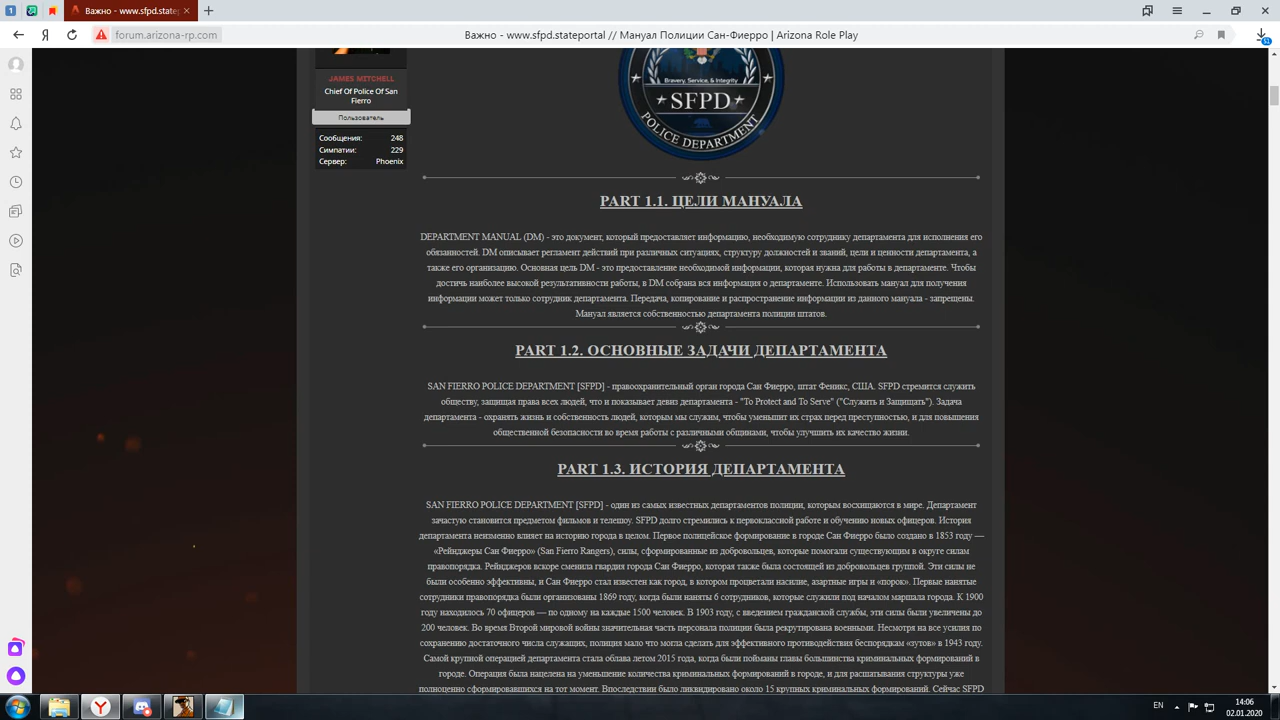 1
Важно - www.sfpd.statep
Я
forum.arizona-rp.com
Важно - www.sfpd.stateportal // Мануал Полиции Сан-Фиерро | Arizona Role Play
JAMES MITCHELL
Chief Of Police Of San
Fierro
Пользователь
Сообщения: 248
Симпатии: 229
Сервер: Phoenix
Bravery, Service, & Integrity
SFPD
POLICE DEPARTMENT
PART 1.1. ЦЕЛИ МАНУАЛА
DEPARTMENT MANUAL (DM) - это документ, который предоставляет информацию, необходимую сотруднику департамента для исполнения его
обязанностей. DM описывает регламент действий при различных ситуациях, структуру должностей и званий, цели и ценности департамента, а
также его организацию. Основная цель DM - это предоставление необходимой информации, которая нужна для работы в департаменте. Чтобы
достичь наиболее высокой результативности работы, в DM собрана вся информация о департаменте. Использовать мануал для получения
информации может только сотрудник департамента. Передача, копирование и распространение информации из данного мануала - запрещены.
Мануал является собственностью департамента полиции штатов.
PART 1.2. ОСНОВНЫЕ ЗАДАЧИ ДЕПАРТАМЕНТА
SAN FIERRO POLICE DEPARTMENT [SFPD] - правоохранительный орган города Сан Фиерро, штат Феникс, США. SFPD стремится служить
обществу, защищая права всех людей, что и показывает девиз департамента - "To Protect and To Serve" ("Служить и Защищать"). Задача
департамента - охранять жизнь и собственность людей, которым мы служим, чтобы уменьшит их страх перед преступностью, и для повышения
общественной безопасности во время работы с различными общинами, чтобы улучшить их качество жизни.
PART 1.3. ИСТОРИЯ ДЕПАРТАМЕНТА
SAN FIERRO POLICE DEPARTMENT [SFPD] - один из самых известных департаментов полиции, которым восхищаются в мире. Департамент
зачастую становится предметом фильмов и телешоу. SFPD долго стремились к первоклассной работе и обучению новых офицеров. История
департамента неизменно влияет на историю города в целом. Первое полицейское формирование в городе Сан Фиерро было создано в 1853 году —
«Рейнджеры Сан Фиерро» (San Fierro Rangers), силы, сформированные из добровольцев, которые помогали существующим в округе силам
правопорядка. Рейнджеров вскоре сменила гвардия города Сан Фиерро, которая также была состоящей из добровольцев группой. Эти силы не
были особенно эффективны, и Сан Фиерро стал известен как город, в котором процветали насилие, азартные игры и «порок». Первые нанятые
сотрудники правопорядка были организованы 1869 году, когда были наняты 6 сотрудников, которые служили под началом маршала города. К 1900
году находилось 70 офицеров — по одному на каждые 1500 человек. В 1903 году, с введением гражданской службы, эти силы были увеличены до
200 человек. Во время Второй мировой войны значительная часть персонала полиции была рекрутирована военными. Несмотря на все усилия по
сохранению достаточного числа служащих, полиция мало что могла сделать для эффективного противодействия беспорядкам «зутов» в 1943 году.
Самой крупной операцией департамента стала облава летом 2015 года, когда были пойманы главы большинства криминальных формирований в
городе. Операция была нацелена на уменьшение количества криминальных формирований в городе, и для распатывания структуры уже
полноценно сформировавшихся на тот момент. Впоследствии было ликвидировано около 15 крупных криминальных формирований. Сейчас SFPD
EN
14:06
02.01.2020